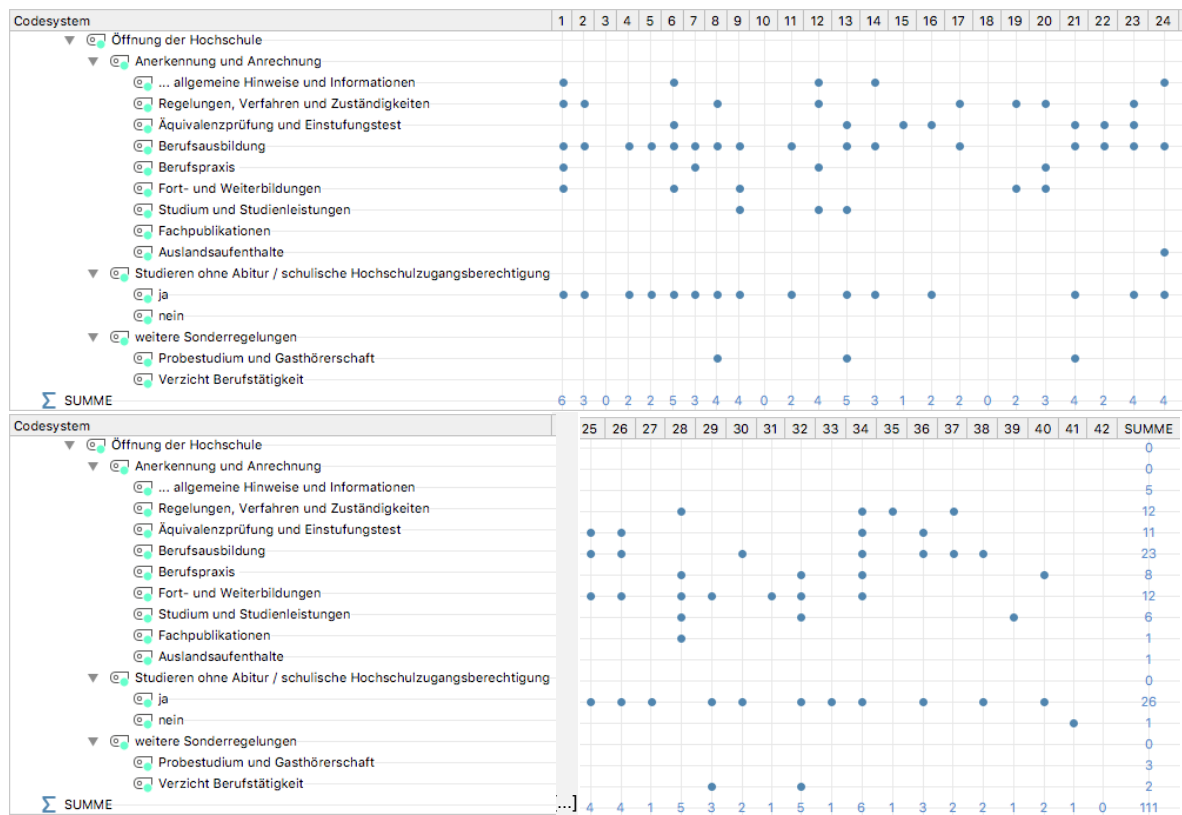 Codesystem 1 2 3 4 5 6 7 8 9 10 11 12 13 14 15 16 17 18 19 20 21 22 23 24
Öffnung der Hochschule
Anerkennung und Anrechnung
... allgemeine Hinweise und Informationen
Regelungen, Verfahren und Zuständigkeiten
Äquivalenzprüfung und Einstufungstest
Berufsausbildung
Berufspraxis
Fort- und Weiterbildungen
Studium und Studienleistungen
Fachpublikationen
Auslandsaufenthalte
Studieren ohne Abitur / schulische Hochschulzugangsberechtigung
ja
nein
weitere Sonderregelungen
Probestudium und Gasthörerschaft
Verzicht Berufstätigkeit
Σ SUMME 6 3 0 2 2 5 3 4 4 0 2 4 5 3 1 2 2 0 2 3 4 2 4 4
Codesystem 25 26 27 28 29 30 31 32 33 34 35 36 37 38 39 40 41 42 SUMME
Öffnung der Hochschule 0
Anerkennung und Anrechnung 0
... allgemeine Hinweise und Informationen 5
Regelungen, Verfahren und Zuständigkeiten 12
Äquivalenzprüfung und Einstufungstest 11
Berufsausbildung 23
Berufspraxis 8
Fort- und Weiterbildungen 12
Studium und Studienleistungen 6
Fachpublikationen 1
Auslandsaufenthalte 1
Studieren ohne Abitur / schulische Hochschulzugangsberechtigung 0
ja 26
nein 1
weitere Sonderregelungen 0
Probestudium und Gasthörerschaft 3
Verzicht Berufstätigkeit 2
Σ SUMME [...] 4 4 1 5 3 2 1 5 1 6 1 3 2 2 1 2 1 0 111